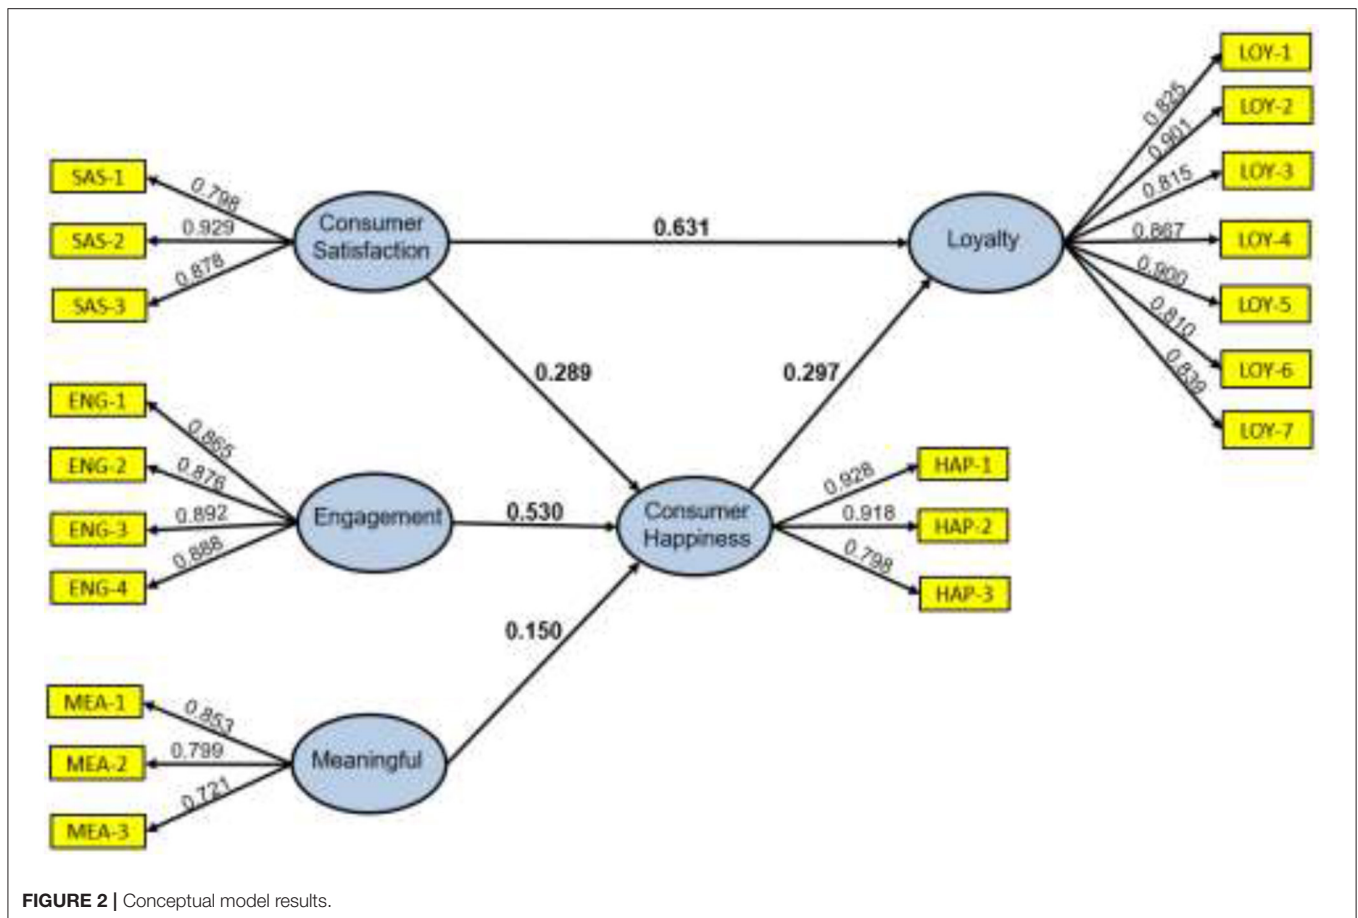 LOY-1
0.825
LOY-2
0.901
LOY-3
0.815
LOY-4
0.867
LOY-5
0.900
LOY-6
0.810
LOY-7
0.839
SAS-1
0.798
SAS-2
0.929
SAS-3
0.878
Consumer
Satisfaction
0.631
Loyalty
0.289
0.297
ENG-1
0.865
ENG-2
0.876
ENG-3
0.892
ENG-4
0.888
Engagement
0.530
Consumer
Happiness
HAP-1
0.928
HAP-2
0.918
HAP-3
0.798
0.150
MEA-1
0.853
MEA-2
0.799
MEA-3
0.721
Meaningful
FIGURE 2 | Conceptual model results.